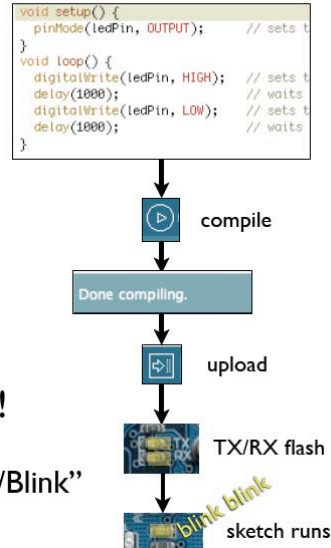 void setup() {
pinMode(ledPin, OUTPUT); // sets t
}
void loop() {
digitalWrite(ledPin, HIGH); // sets t
delay(1000); // waits
digitalWrite(ledPin, LOW); // sets t
delay(1000); // waits
}
compile
Done compiling.
upload
!
TX/RX flash
TX
RX
/Blink”
blink blink
sketch runs